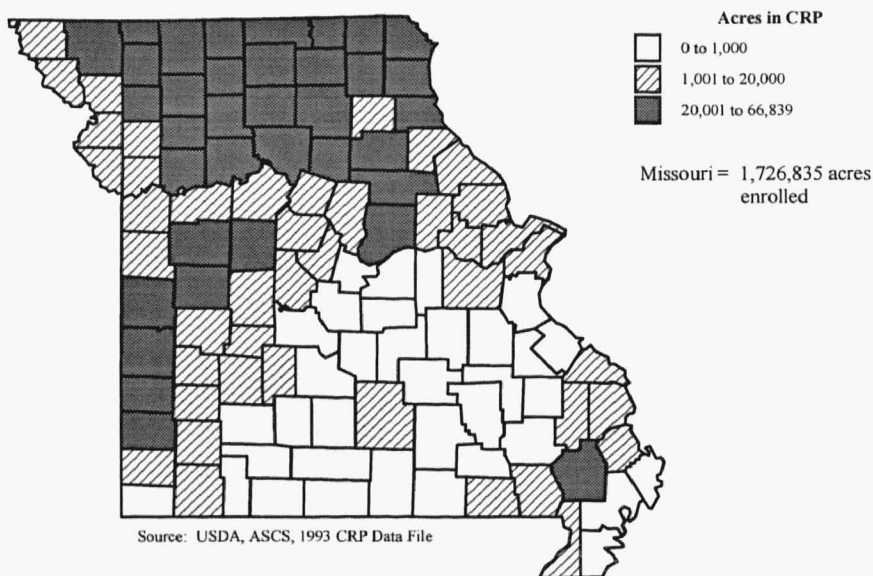 Acres in CRP
0 to 1,000
1,001 to 20,000
20,001 to 66,839
Missouri = 1,726,835 acres
enrolled
Source: USDA, ASCS, 1993 CRP Data File